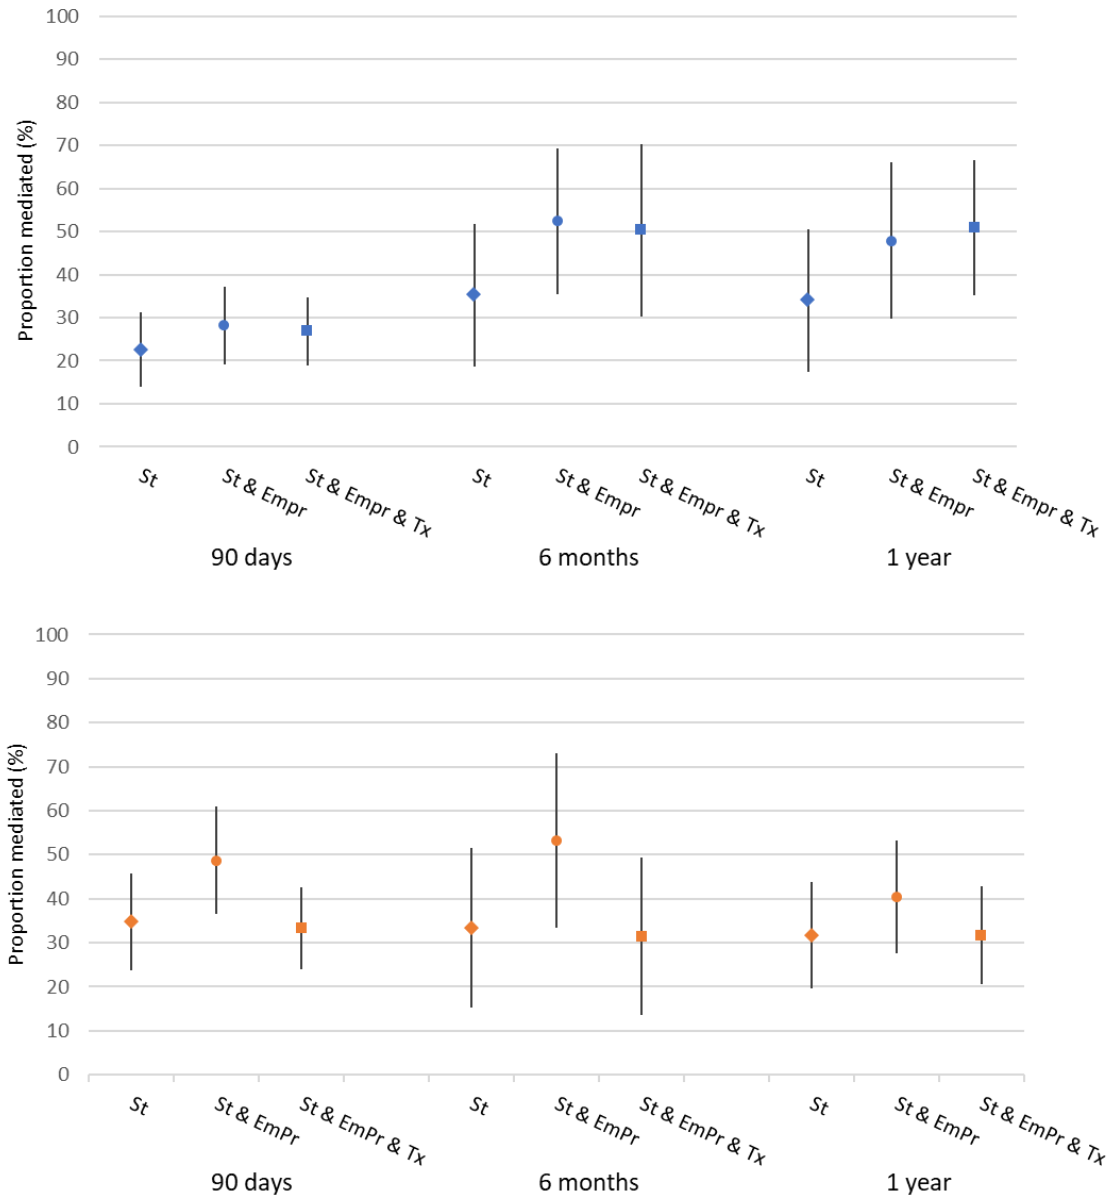 100
90
80
70
60
50
40
30
20
10
0
Proportion mediated (%)
St
St & Empr
St & Empr & Tx
St
St & Empr
St & Empr & Tx
St
St & Empr
St & Empr & Tx
90 days
6 months
1 year
100
90
80
70
60
50
40
30
20
10
0
Proportion mediated (%)
St
St & EmPr
St & EmPr & Tx
St
St & EmPr
St & EmPr & Tx
St
St & EmPr
St & EmPr & Tx
90 days
6 months
1 year